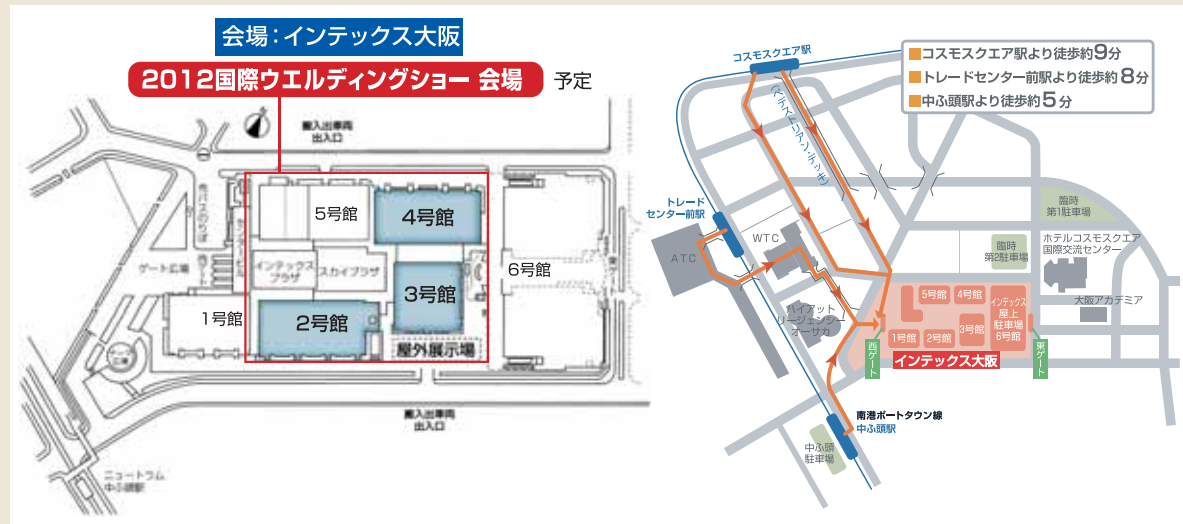 会場：インテックス大阪
2012国際ウエルディングショー 会場
予定
搬入出車両
出入口
5号館
4号館
6号館
インテックス
プラザ
スカイプラザ
3号館
ゲート広場
1号館
2号館
屋外展示場
搬入出車両
出入口
ニュートラム
中ふ頭駅
コスモスクエア駅
■コスモスクエア駅より徒歩約9分
■トレードセンター前駅より徒歩約8分
■中ふ頭駅より徒歩約5分
(ペデストリアン・デッキ)
トレード
センター前駅
ATC
WTC
臨時
第1駐車場
臨時
第2駐車場
ホテルコスモスクエア
国際交流センター
大阪アカデミア
ハイアット
リージェンシー
オーサカ
5号館
4号館
インテックス
屋上
駐車場
6号館
1号館
2号館
3号館
西ゲート
インテックス大阪
東ゲート
南港ポートタウン線
中ふ頭駅
中ふ頭
駐車場